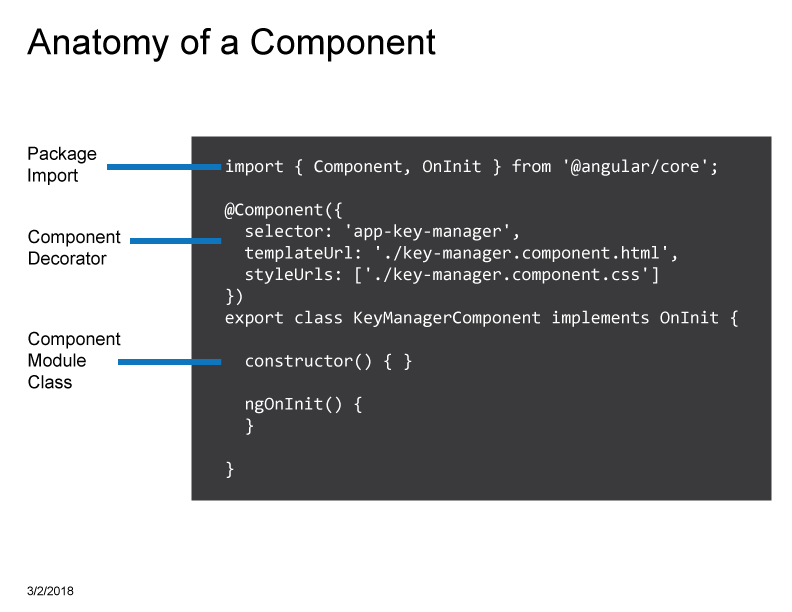 Anatomy of a Component
Package
Import
import { Component, OnInit } from '@angular/core';
Component
Decorator
@Component({
  selector: 'app-key-manager',
  templateUrl: './key-manager.component.html',
  styleUrls: ['./key-manager.component.css']
})
Component
Module
Class
export class KeyManagerComponent implements OnInit {
  constructor() { }
  ngOnInit() {
  }
}
3/2/2018